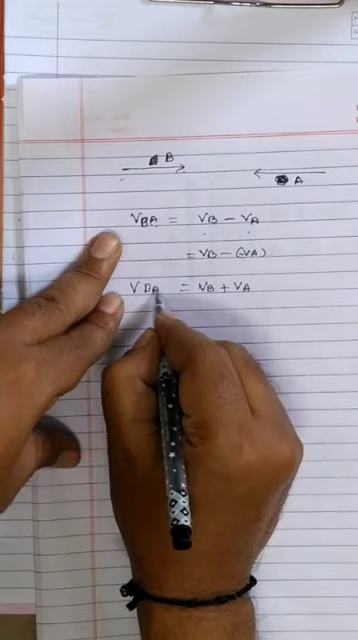 B
A
VBA = VB - VA
= VB - (-VA)
VBA = VB + VA